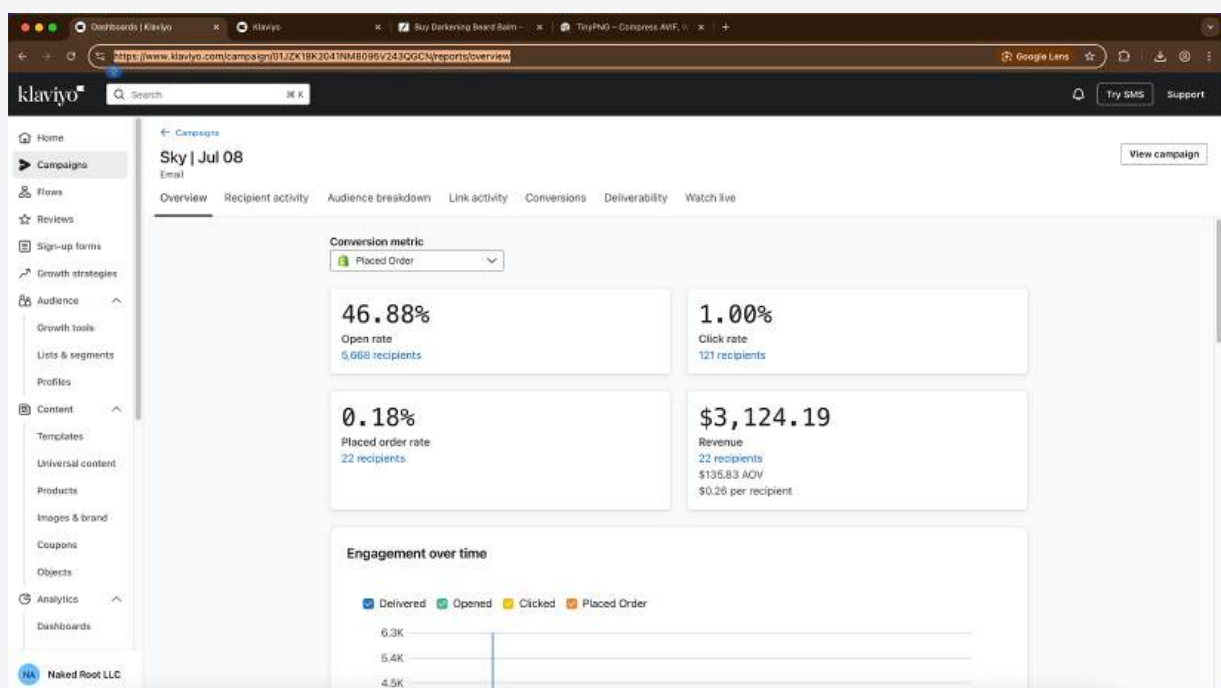 Dashboards | Klaviyo
Klaviyo
Buy Darkening Beard Balm –
TinyPNG – Compress AVIF,
https://www.klaviyo.com/campaign/01JZK1BK2041NMB096V243QGCN/reports/overview
Google Lens
klaviyo
Search
⌘ K
Try SMS
Support
Home
Campaigns
Flows
Reviews
Sign-up forms
Growth strategies
Audience
Growth tools
Lists & segments
Profiles
Content
Templates
Universal content
Products
Images & brand
Coupons
Objects
Analytics
Dashboards
NA
Naked Root LLC
← Campaigns
Sky | Jul 08
Email
View campaign
Overview Recipient activity Audience breakdown Link activity Conversions Deliverability Watch live
Conversion metric
Placed Order
46.88%
Open rate
5,668 recipients
1.00%
Click rate
121 recipients
0.18%
Placed order rate
22 recipients
$3,124.19
Revenue
22 recipients
$135.83 AOV
$0.26 per recipient
Engagement over time
Delivered Opened Clicked Placed Order
6.3K
5.4K
4.5K